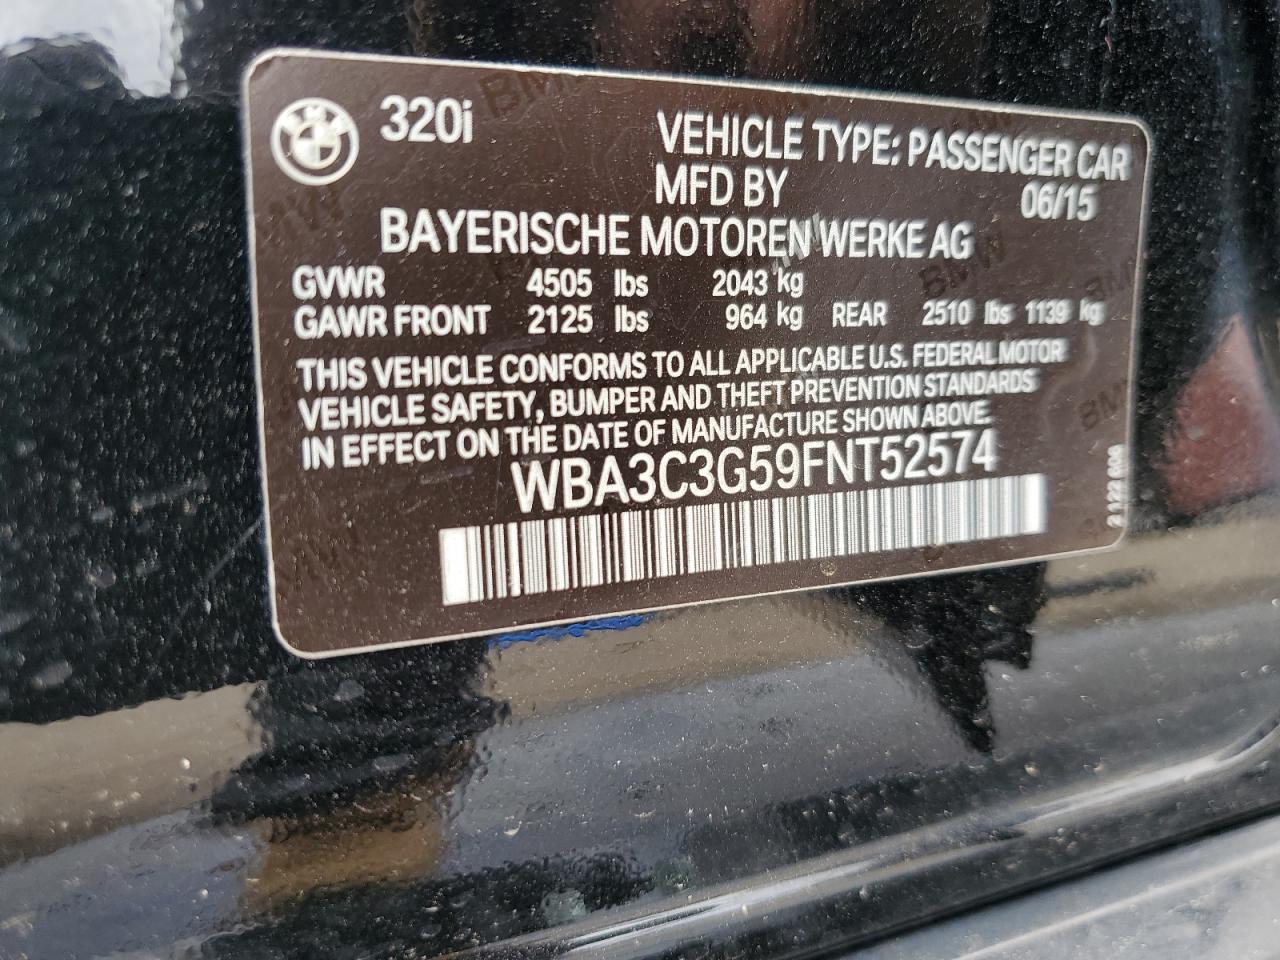 320i
VEHICLE TYPE: PASSENGER CAR
MFD BY 06/15
BAYERISCHE MOTOREN WERKE AG
GVWR 4505 lbs 2043 kg
GAWR FRONT 2125 lbs 964 kg REAR 2510 lbs 1139 kg
THIS VEHICLE CONFORMS TO ALL APPLICABLE U.S. FEDERAL MOTOR
VEHICLE SAFETY, BUMPER AND THEFT PREVENTION STANDARDS
IN EFFECT ON THE DATE OF MANUFACTURE SHOWN ABOVE.
WBA3C3G59FNT52574